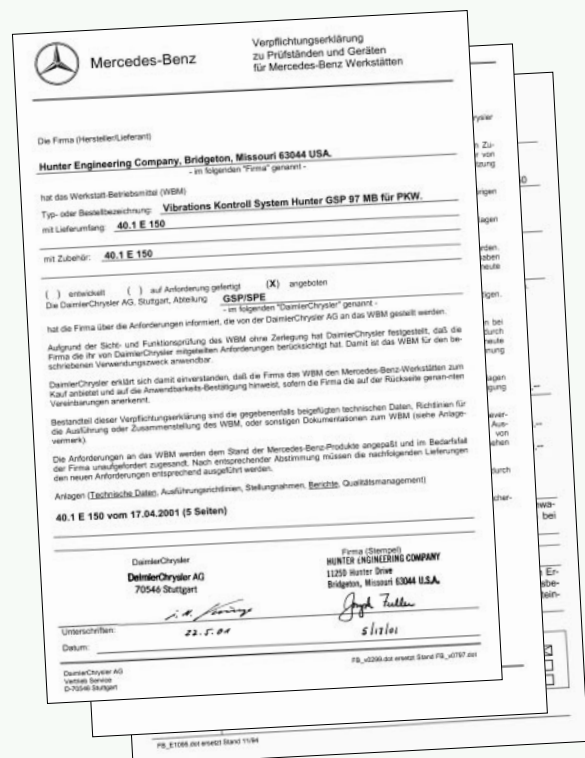 Mercedes-Benz
Verpflichtungserklärung
zu Prüfständen und Geräten
für Mercedes-Benz Werkstätten
Die Firma (Hersteller/Lieferant)
Hunter Engineering Company, Bridgeton, Missouri 63044 USA.
- im folgenden "Firma" genannt -
hat das Werkstatt-Betriebsmittel (WBM)
Typ- oder Bestellbezeichnung: Vibrations Kontroll System Hunter GSP 97 MB für PKW.
mit Lieferumfang: 40.1 E 150
mit Zubehör: 40.1 E 150
( ) entwickelt ( ) auf Anforderung gefertigt (X) angeboten
Die DaimlerChrysler AG, Stuttgart, Abteilung GSP/SPE
- im folgenden "DaimlerChrysler" genannt -
hat die Firma über die Anforderungen informiert, die von der DaimlerChrysler AG an das WBM gestellt werden.
Aufgrund der Sicht- und Funktionsprüfung des WBM ohne Zerlegung hat DaimlerChrysler festgestellt, daß die
Firma die ihr von DaimlerChrysler mitgeteilten Anforderungen berücksichtigt hat. Damit ist das WBM für den be-
schriebenen Verwendungszweck anwendbar.
DaimlerChrysler erklärt sich damit einverstanden, daß die Firma das WBM den Mercedes-Benz-Werkstätten zum
Kauf anbietet und auf die Anwendbarkeits-Bestätigung hinweist, sofern die Firma die auf der Rückseite genan-nten
Vereinbarungen anerkennt.
Bestandteil dieser Verpflichtungserklärung sind die gegebenenfalls beigefügten technischen Daten, Richtlinien für
die Ausführung oder Zusammenstellung des WBM, oder sonstigen Dokumentationen zum WBM (siehe Anlage-
vermerk).
Die Anforderungen an das WBM werden dem Stand der Mercedes-Benz-Produkte angepaßt und im Bedarfsfall
der Firma unaufgefordert zugesandt. Nach entsprechender Abstimmung müssen die nachfolgenden Lieferungen
den neuen Anforderungen entsprechend ausgeführt werden.
Anlagen (Technische Daten, Ausführungsrichtlinien, Stellungnahmen, Berichte, Qualitätsmanagement)
40.1 E 150 vom 17.04.2001 (5 Seiten)
DaimlerChrysler
DaimlerChrysler AG
70546 Stuttgart
Firma (Stempel)
HUNTER ENGINEERING COMPANY
11250 Hunter Drive
Bridgeton, Missouri 63044 U.S.A.
Unterschriften:
Datum: 22.5.01 5/17/01
DaimlerChrysler AG
Vertrieb Service
D-70546 Stuttgart
FB_v0299.dot ersetzt Stand FB_v0797.dot
FB_E1065.dot ersetzt Stand 11/94